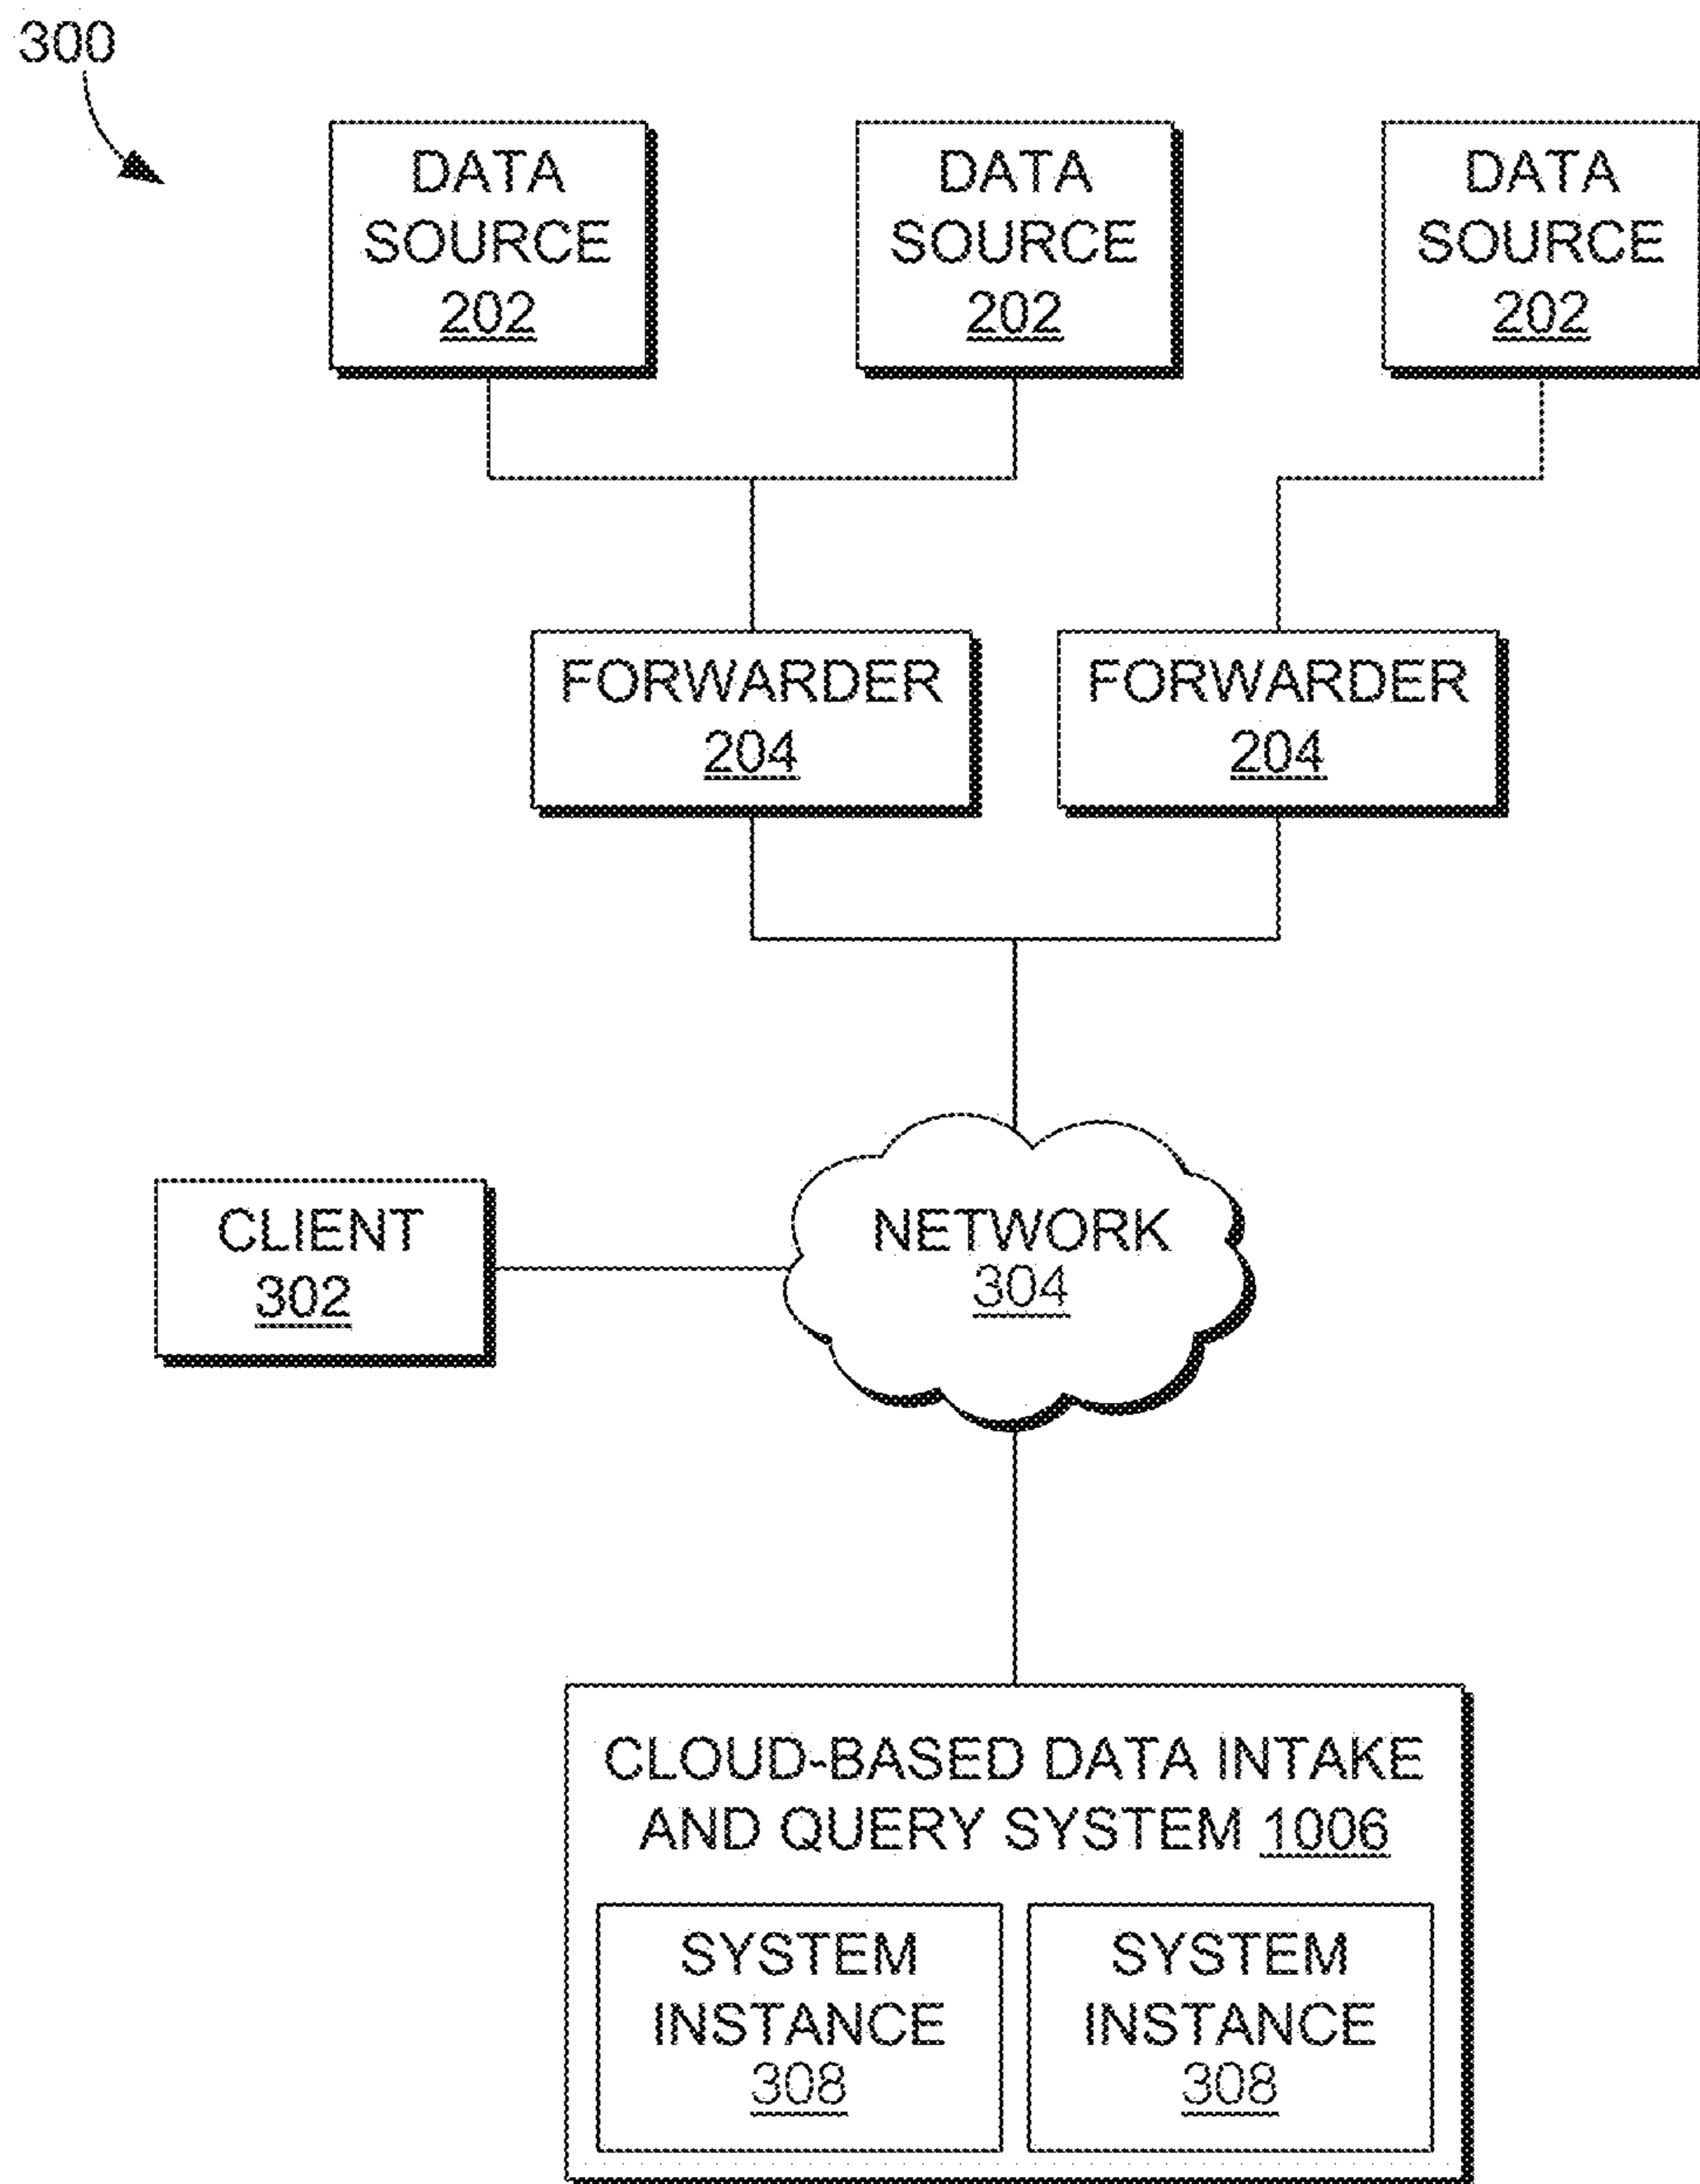 300
DATA
SOURCE
202
DATA
SOURCE
202
DATA
SOURCE
202
FORWARDER
204
FORWARDER
204
CLIENT
302
NETWORK
304
CLOUD-BASED DATA INTAKE
AND QUERY SYSTEM 1006
SYSTEM
INSTANCE
308
SYSTEM
INSTANCE
308